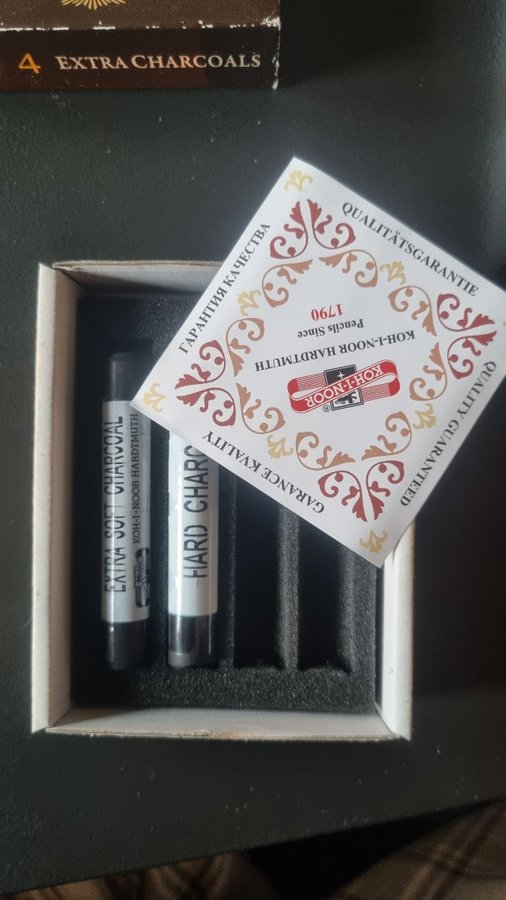 4 EXTRA CHARCOALS
QUALITÄTSGARANTIE
ГАРАНТИЯ КАЧЕСТВА
QUALITY GUARANTEED
GARANCE KVALITY
KOH-I-NOOR
®
KOH-I-NOOR HARDTMUTH
Pencils Since
1790
EXTRA SOFT CHARCOAL
KOH-I-NOOR HARDTMUTH
HARD CHARC